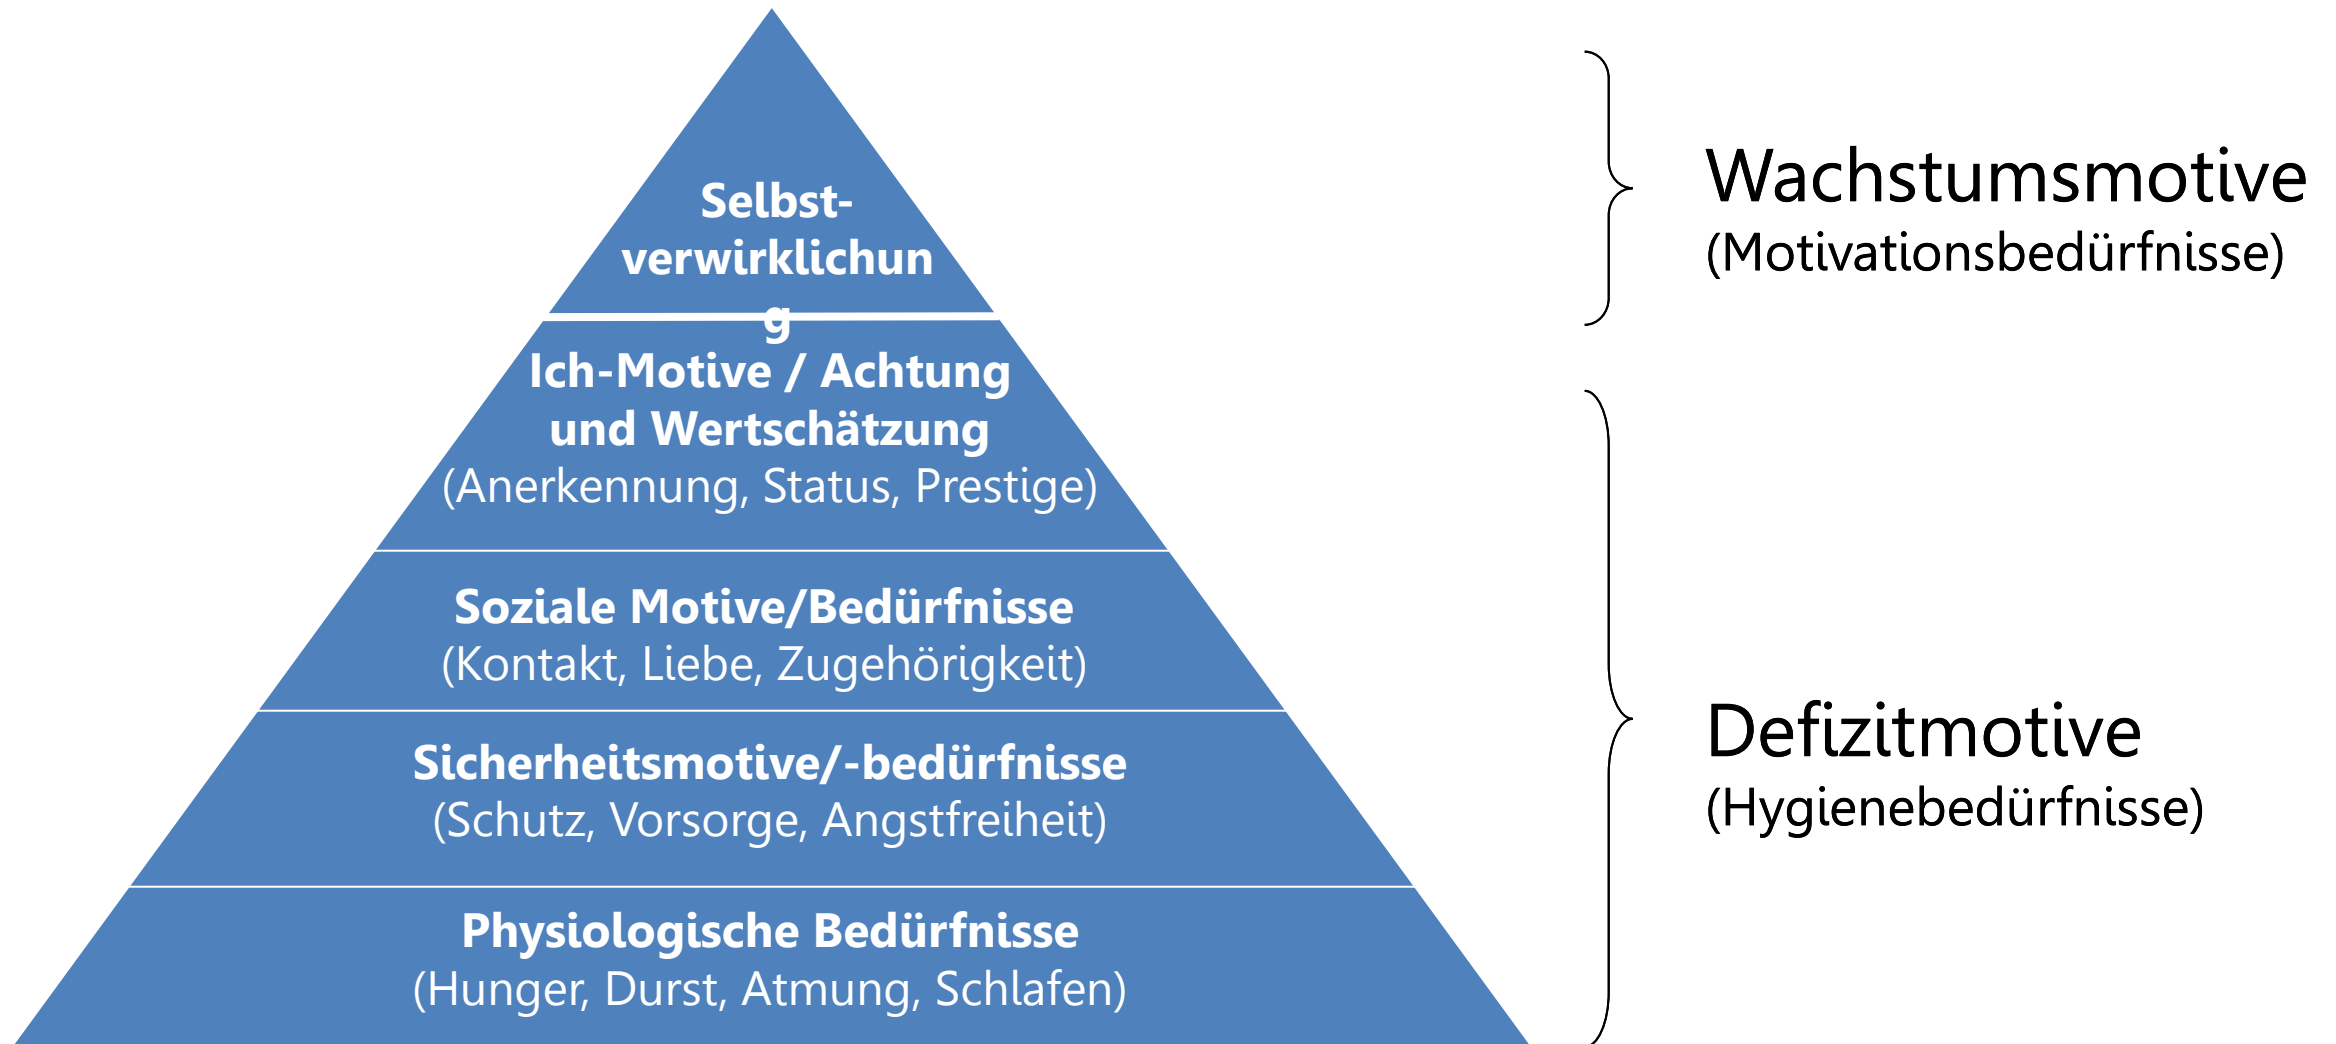 Selbst-
verwirklichun
g
Ich-Motive / Achtung
und Wertschätzung
(Anerkennung, Status, Prestige)
Soziale Motive/Bedürfnisse
(Kontakt, Liebe, Zugehörigkeit)
Sicherheitsmotive/-bedürfnisse
(Schutz, Vorsorge, Angstfreiheit)
Physiologische Bedürfnisse
(Hunger, Durst, Atmung, Schlafen)
Wachstumsmotive
(Motivationsbedürfnisse)
Defizitmotive
(Hygienebedürfnisse)